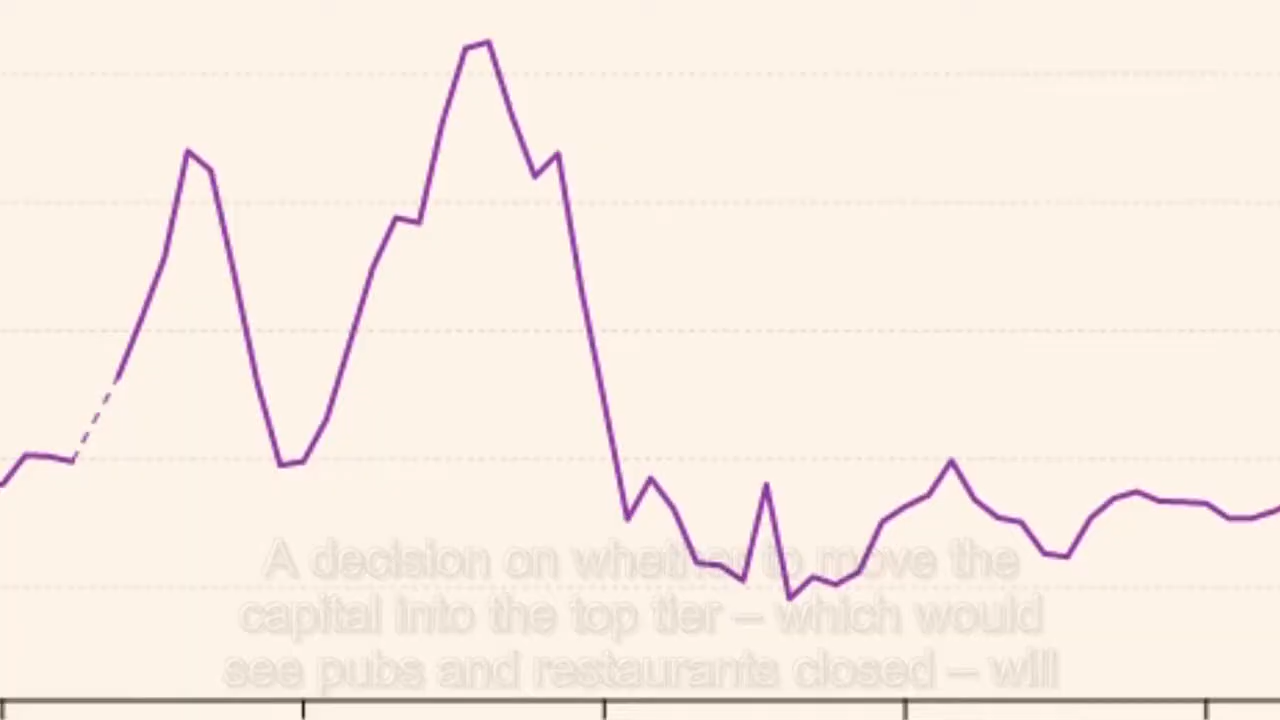 A decision on whether to move the
capital into the top tier – which would
see pubs and restaurants closed – will